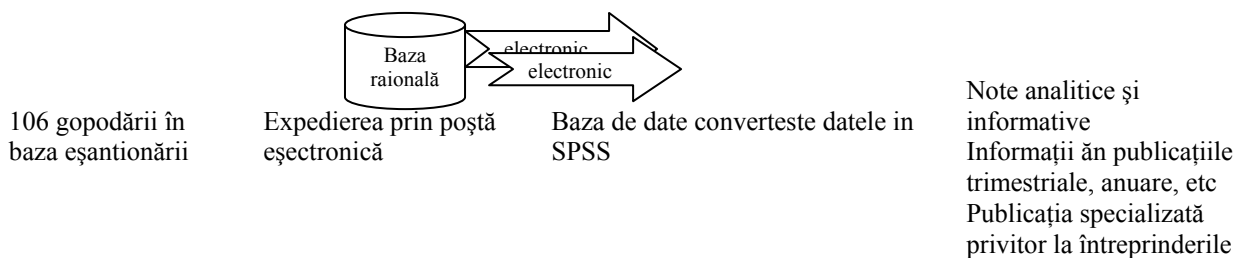 Baza
raională
electronic
electronic
106 gopodării în
baza eşantionării
Expedierea prin poştă
eşectronică
Baza de date converteste datele in
SPSS
Note analitice şi
informative
Informaţii ăn publicaţiile
trimestriale, anuare, etc
Publicaţia specializată
privitor la întreprinderile